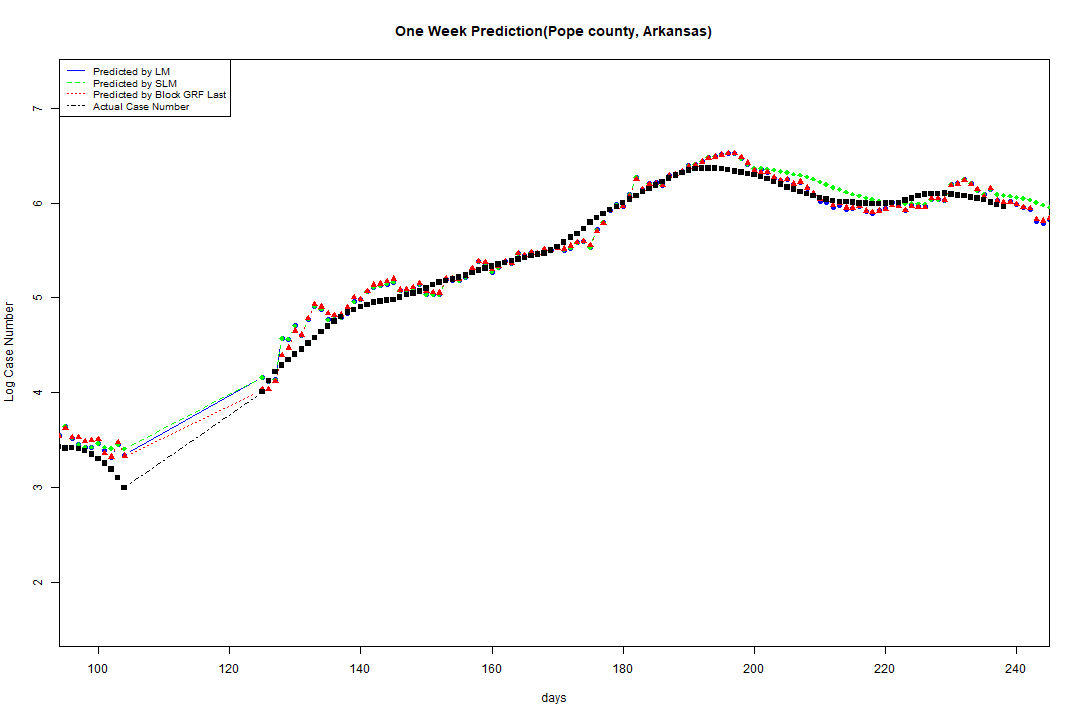 One Week Prediction(Pope county, Arkansas)
Predicted by LM
Predicted by SLM
Predicted by Block GRF Last
Actual Case Number
7
6
5
4
3
2
Log Case Number
100 120 140 160 180 200 220 240
days